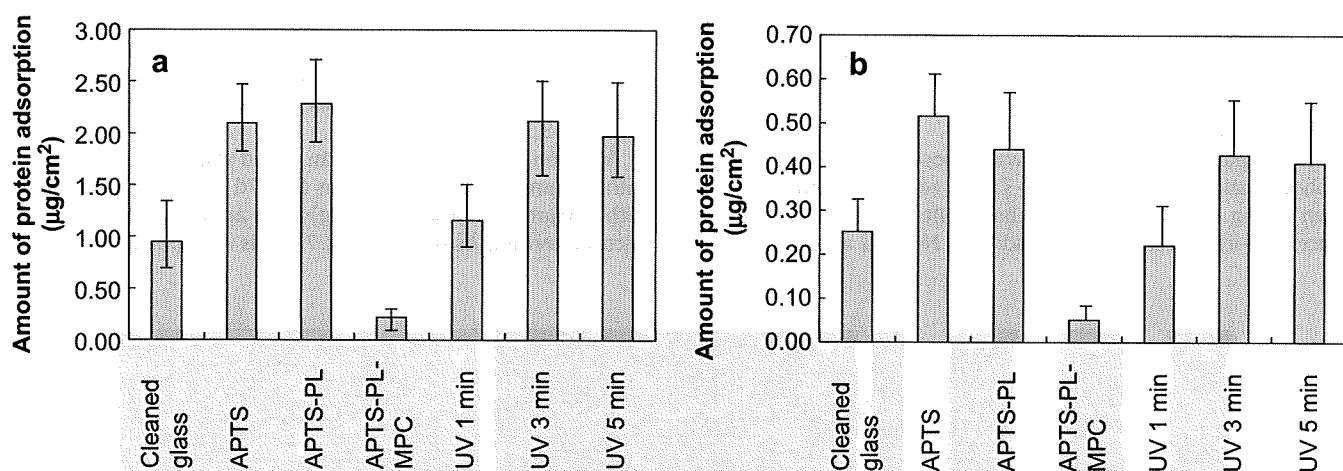 a
Amount of protein adsorption
(µg/cm²)
3.00
2.50
2.00
1.50
1.00
0.50
0.00
Cleaned
glass
APTS
APTS-PL
APTS-PL-
MPC
UV 1 min
UV 3 min
UV 5 min
b
Amount of protein adsorption
(µg/cm²)
0.70
0.60
0.50
0.40
0.30
0.20
0.10
0.00
Cleaned
glass
APTS
APTS-PL
APTS-PL-
MPC
UV 1 min
UV 3 min
UV 5 min